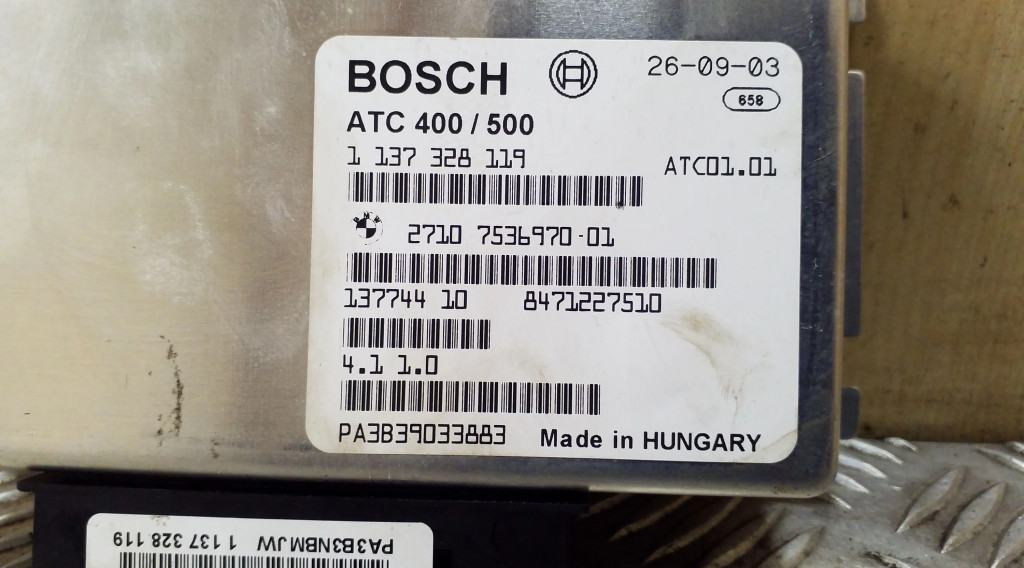 BOSCH 26-09-03
658
ATC 400 / 500
1 137 328 119 ATC01.01
2710 7536970-01
137744 10 8471227510
4.1 1.0
PA3B39033883 Made in HUNGARY
PA3B3NBMJW 1 137 328 119